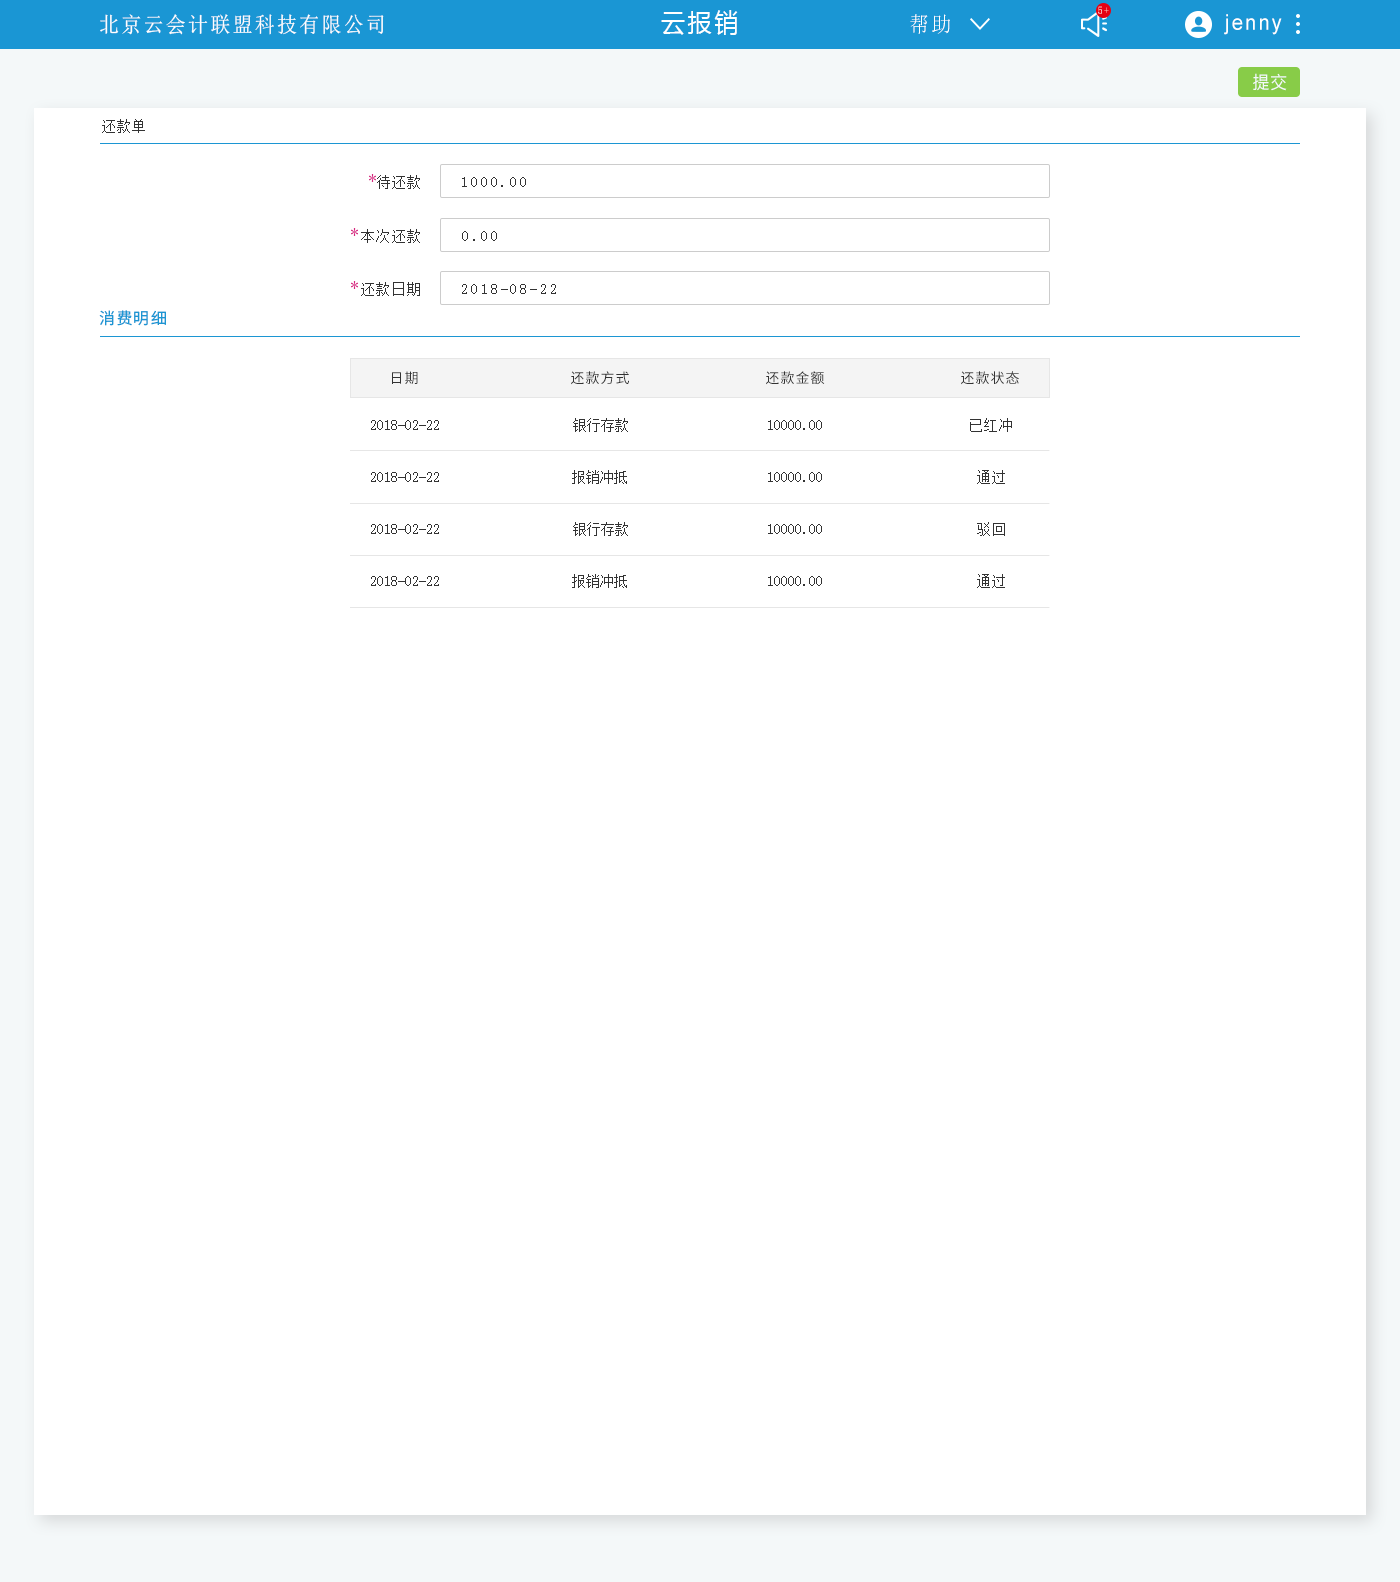 北京云会计联盟科技有限公司 云报销 帮助 5+ jenny
提交
还款单
*待还款 1000.00
*本次还款 0.00
*还款日期 2018-08-22
消费明细
日期 还款方式 还款金额 还款状态
2018-02-22 银行存款 10000.00 已红冲
2018-02-22 报销冲抵 10000.00 通过
2018-02-22 银行存款 10000.00 驳回
2018-02-22 报销冲抵 10000.00 通过